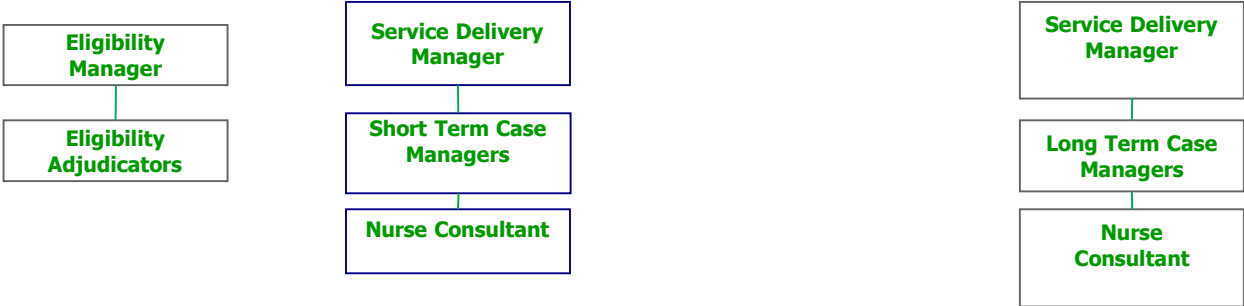 Eligibility
Manager
Eligibility
Adjudicators
Service Delivery
Manager
Short Term Case
Managers
Nurse Consultant
Service Delivery
Manager
Long Term Case
Managers
Nurse
Consultant